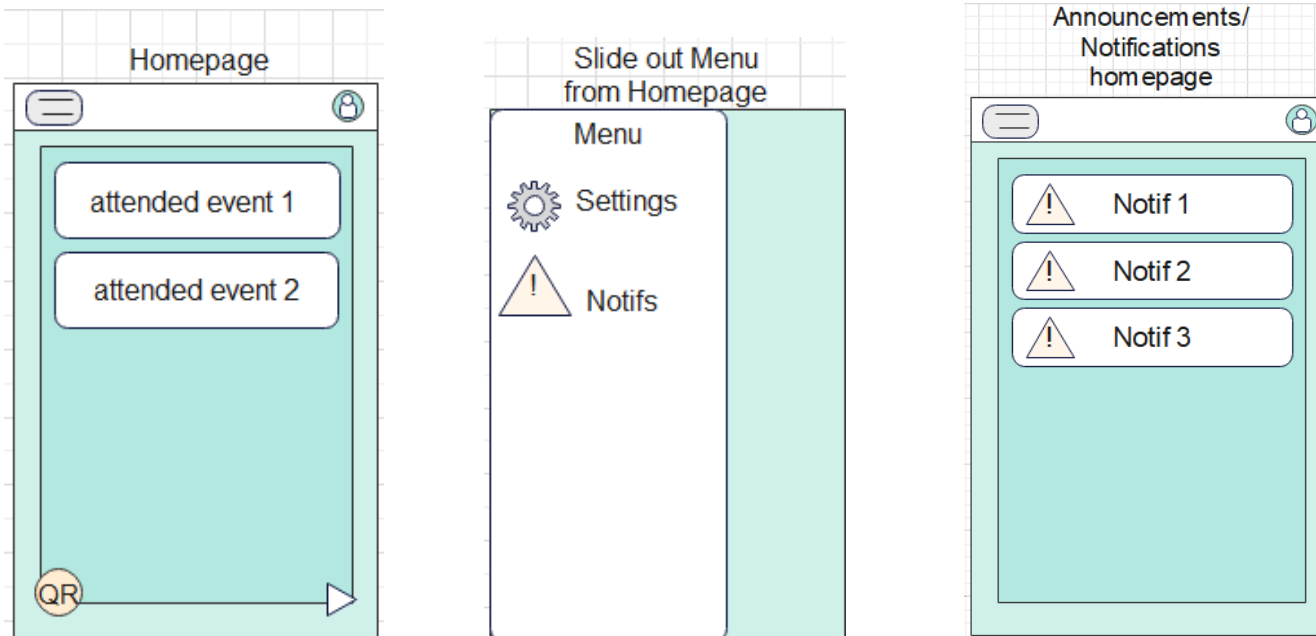 Homepage
attended event 1
attended event 2
QR
Slide out Menu
from Homepage
Menu
Settings
!
Notifs
Announcements/
Notifications
homepage
! Notif 1
! Notif 2
! Notif 3